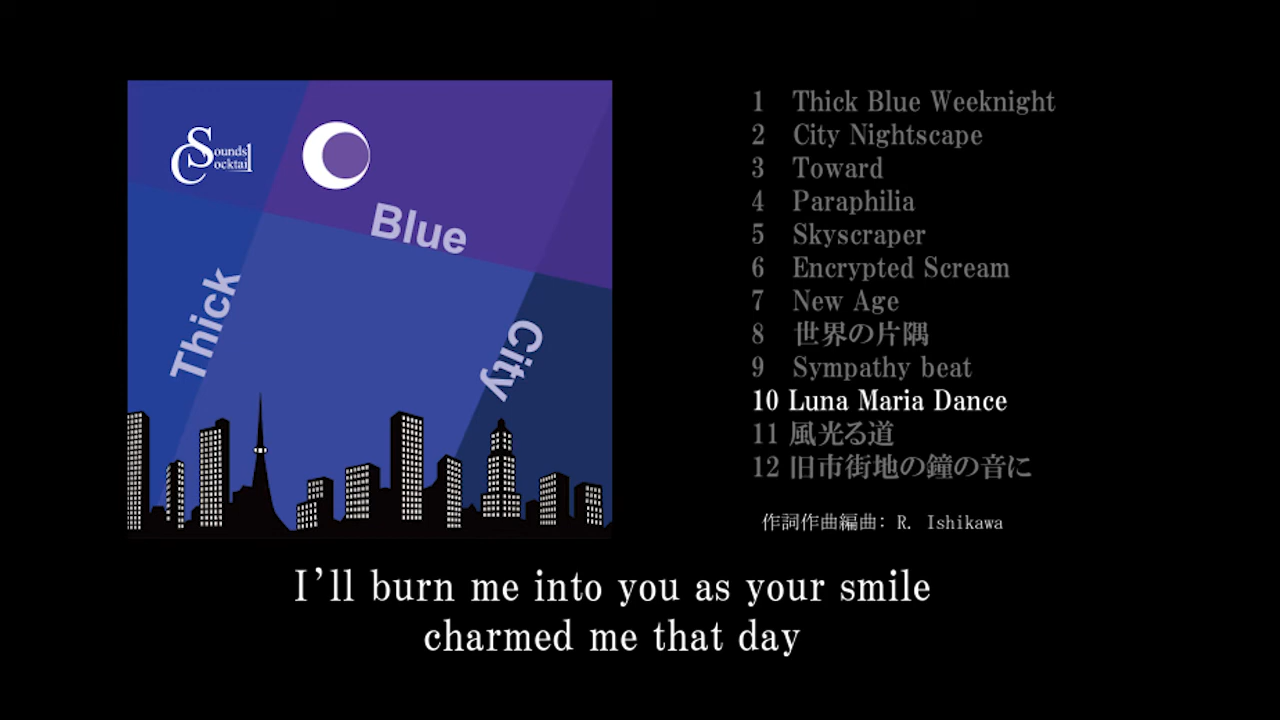 Sounds
Cocktail
Blue
Thick
City
1 Thick Blue Weeknight
2 City Nightscape
3 Toward
4 Paraphilia
5 Skyscraper
6 Encrypted Scream
7 New Age
8 世界の片隅
9 Sympathy beat
10 Luna Maria Dance
11 風光る道
12 旧市街地の鐘の音に
作詞作曲編曲: R. Ishikawa
I’ll burn me into you as your smile
charmed me that day